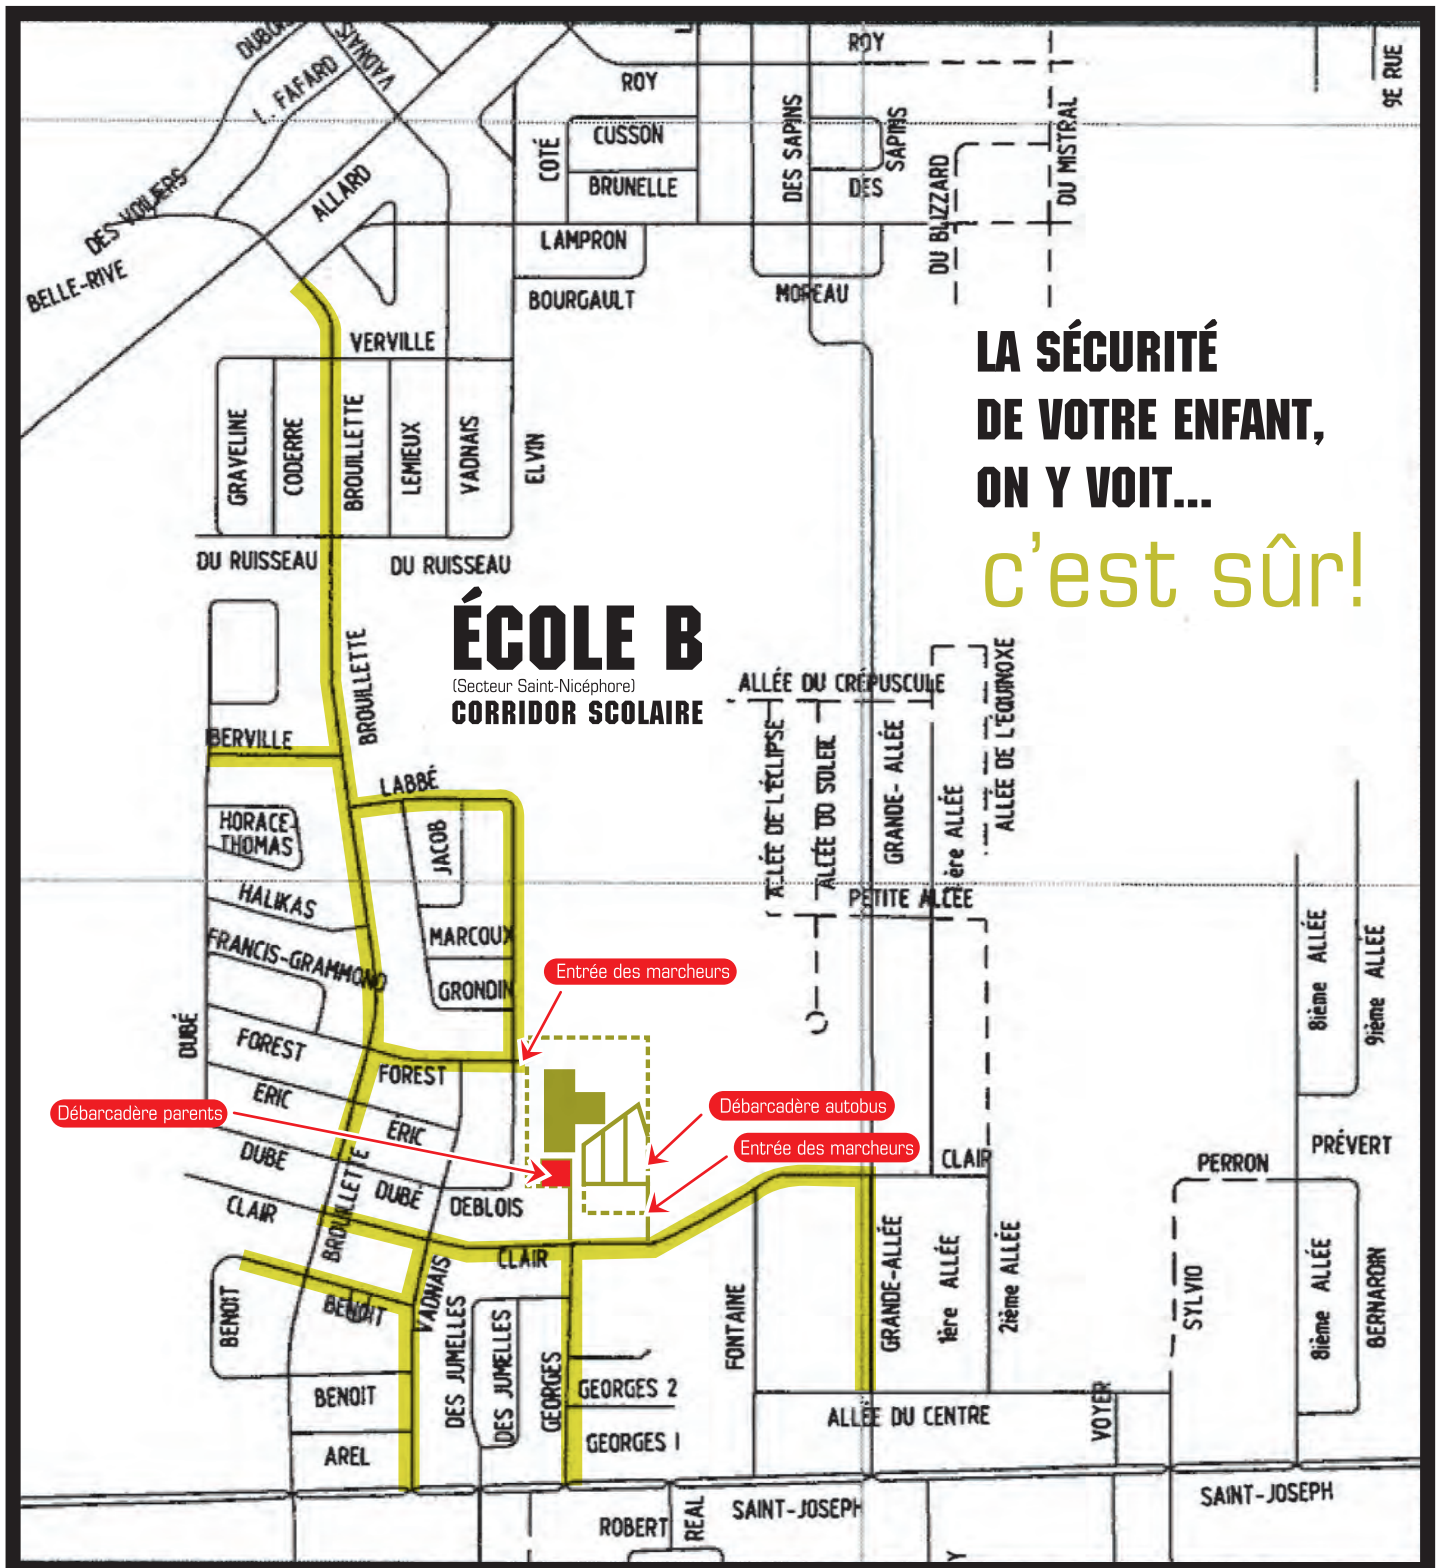 DUBOIS
VADNAIS
L. FAFARD
ROY
ROY
9E RUE
CUSSON
COTÉ
BRUNELLE
DES SAPINS
DES
SAPINS
DU MISTRAL
DU BLIZZARD
DES VOILIERS
ALLARD
BELLE-RIVE
LAMPRON
BOURGAULT
MOREAU
VERVILLE
GRAVELINE
CODERRE
BROUILLETTE
LEMIEUX
VADNAIS
ELVIN
LA SÉCURITÉ
DE VOTRE ENFANT,
ON Y VOIT...
c'est sûr!
DU RUISSEAU
DU RUISSEAU
ÉCOLE B
(Secteur Saint-Nicéphore)
CORRIDOR SCOLAIRE
BROUILLETTE
BERVILLE
LABBÉ
JACOB
HORACE-
THOMAS
HALIKAS
FRANCIS-GRAMMOND
MARCOUX
GRONDIN
ALLÉE DU CRÉPUSCULE
ALLÉE DE L'ÉCLIPSE
ALLÉE DU SOLEIL
GRANDE- ALLÉE
1ère ALLÉE
ALLÉE DE L'ÉQUINOXE
PETITE ALLÉE
8ième ALLÉE
9ième ALLÉE
Entrée des marcheurs
DUBÉ
FOREST
FOREST
ERIC
ÉRIC
Débarcadère parents
Débarcadère autobus
Entrée des marcheurs
DUBÉ
DUBÉ
BROUILLETTE
DEBLOIS
CLAIR
CLAIR
CLAIR
PRÉVERT
PERRON
BENOIT
BENOIT
VADNAIS
DES JUMELLES
DES JUMELLES
GEORGES
GEORGES 2
GEORGES 1
FONTAINE
GRANDE-ALLÉE
1ère ALLÉE
2ième ALLÉE
SYLVIO
8ième ALLÉE
BERNARDIN
BENOIT
AREL
ALLÉE DU CENTRE
VOYER
SAINT-JOSEPH
SAINT-JOSEPH
ROBERT
REAL